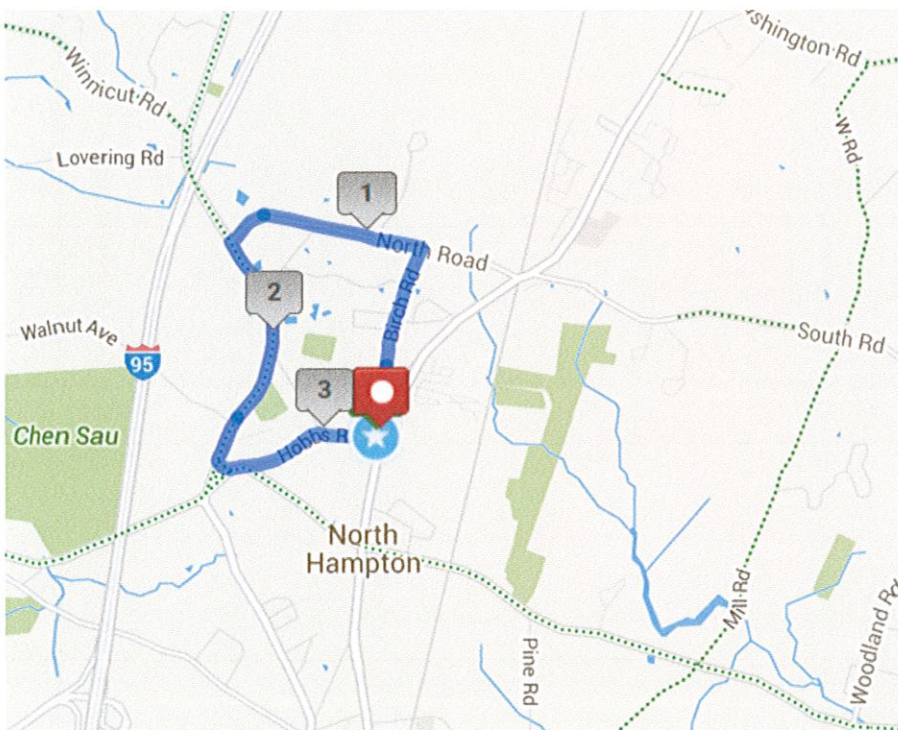 shington Rd
Winnicut Rd
W Rd
Lovering Rd
1
North Road
2
Birch Rd
South Rd
Walnut Ave
95
3
Chen Sau
Hobbs R
North
Hampton
Mill Rd
Pine Rd
Woodland Rd